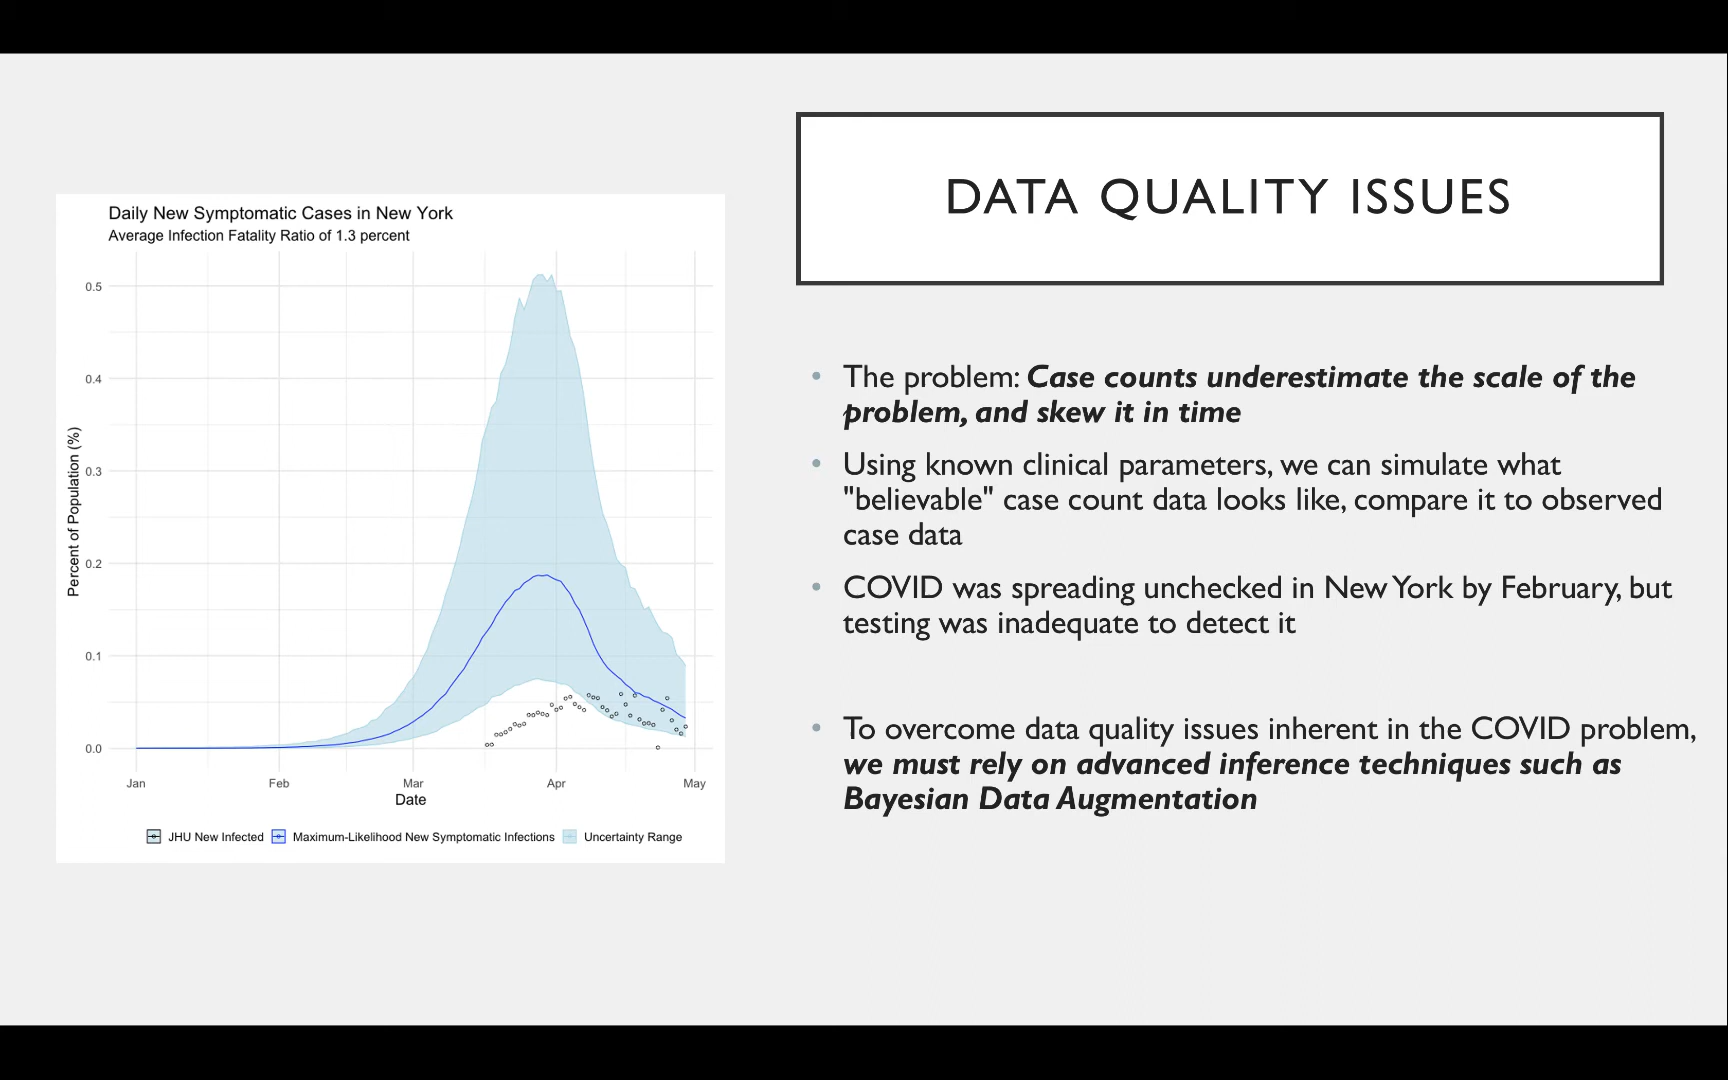 DATA QUALITY ISSUES
Daily New Symptomatic Cases in New York
Average Infection Fatality Ratio of 1.3 percent
Percent of Population (%)
0.5
0.4
0.3
0.2
0.1
0.0
Jan Feb Mar Apr May
Date
JHU New Infected Maximum-Likelihood New Symptomatic Infections Uncertainty Range
• The problem: Case counts underestimate the scale of the
problem, and skew it in time
• Using known clinical parameters, we can simulate what
"believable" case count data looks like, compare it to observed
case data
• COVID was spreading unchecked in New York by February, but
testing was inadequate to detect it
• To overcome data quality issues inherent in the COVID problem,
we must rely on advanced inference techniques such as
Bayesian Data Augmentation